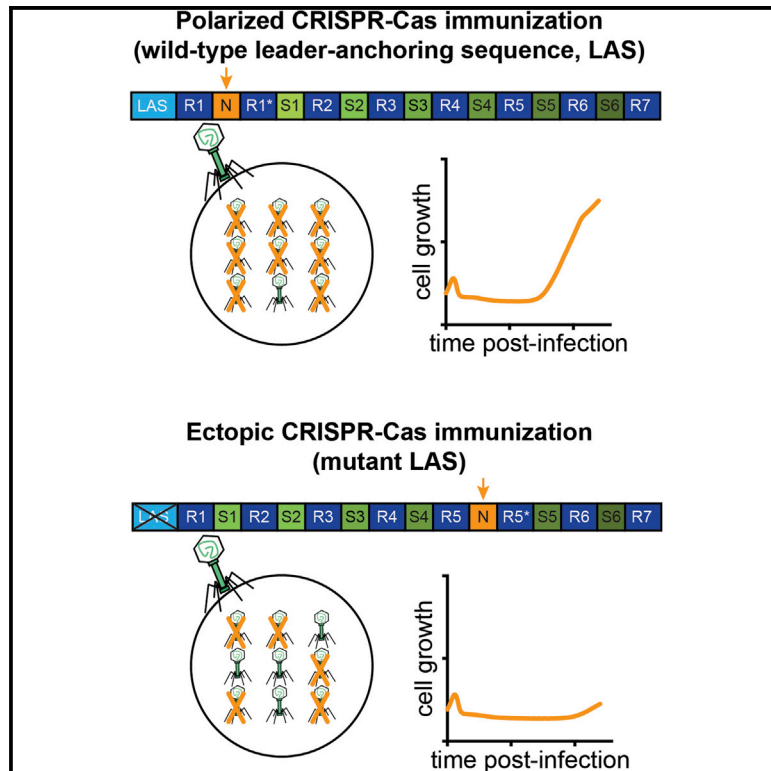 Polarized CRISPR-Cas immunization
(wild-type leader-anchoring sequence, LAS)
LAS R1 N R1* S1 R2 S2 R3 S3 R4 S4 R5 S5 R6 S6 R7
cell growth
time post-infection
Ectopic CRISPR-Cas immunization
(mutant LAS)
LAS R1 S1 R2 S2 R3 S3 R4 S4 R5 N R5* S5 R6 S6 R7
cell growth
time post-infection